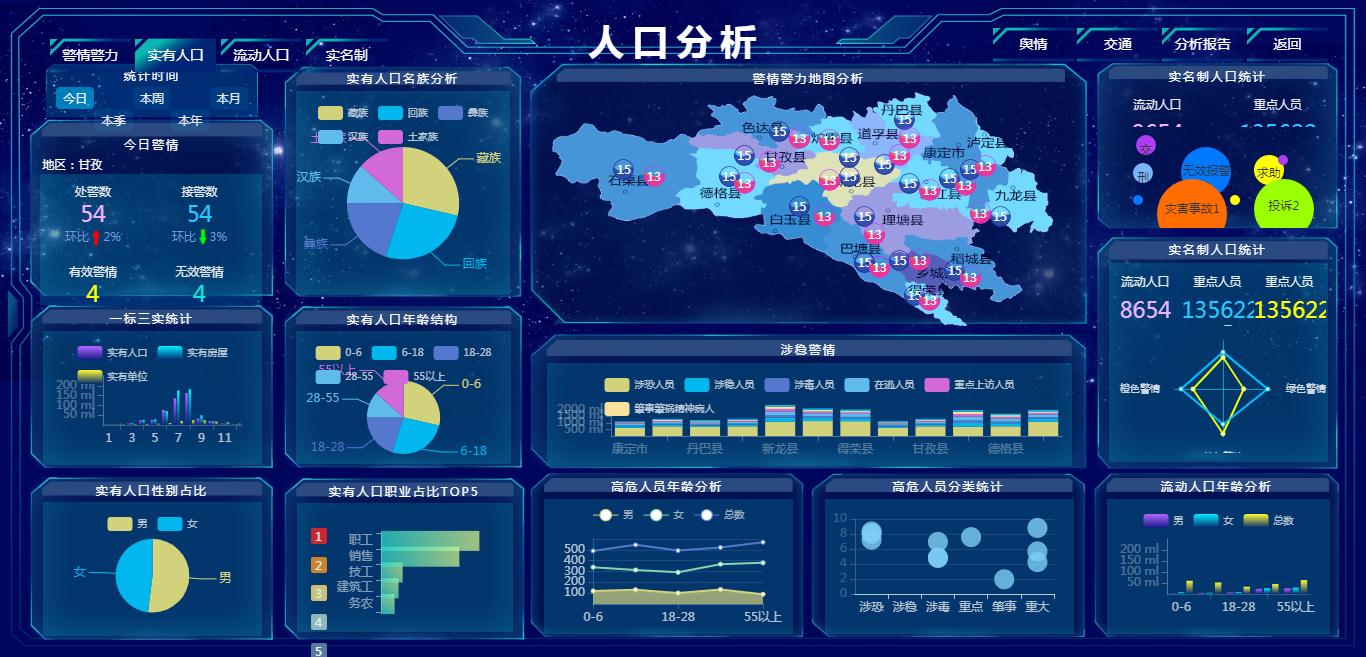 人口分析
警情警力 实有人口 流动人口 实名制
舆情 交通 分析报告 返回
统计时间
今日 本周 本月
本季 本年
今日警情
地区：甘孜
处警数 接警数
54 54
环比 2% 环比 3%
有效警情 无效警情
4 4
一标三实统计
实有人口 实有房屋
实有单位
200 ml
150 ml
100 ml
50 ml
1 3 5 7 9 11
实有人口性别占比
男 女
女 男
实有人口名族分析
藏族 回族 彝族
汉族 土家族
藏族
汉族
彝族
回族
实有人口年龄结构
0-6 6-18 18-28
28-55 55以上
55以上
0-6
28-55
18-28
6-18
实有人口职业占比TOP5
1 职工
2 销售
3 技工
4 建筑工
5 务农
警情警力地图分析
丹巴县
色达县 炉霍县 道孚县 泸定县
甘孜县 康定市
石渠县 德格县 新龙县 九龙县
白玉县 理塘县
巴塘县 稻城县
乡城县
得荣县
15 13
涉稳警情
涉恐人员 涉稳人员 涉毒人员 在逃人员 重点上访人员
肇事肇祸精神病人
2000 ml
1500 ml
1000 ml
500 ml
康定市 丹巴县 新龙县 得荣县 甘孜县 德格县
高危人员年龄分析
男 女 总数
500
400
300
200
100
0-6 18-28 55以上
高危人员分类统计
10
8
6
4
2
0
涉恐 涉稳 涉毒 重点 肇事 重大
实名制人口统计
流动人口 重点人员
8654
交
刑
无效报警
求助
灾害事故1
投诉2
实名制人口统计
流动人口 重点人员 重点人员
8654 135622 135622
橙色警情 绿色警情
流动人口年龄分析
男 女 总数
200 ml
150 ml
100 ml
50 ml
0-6 18-28 55以上